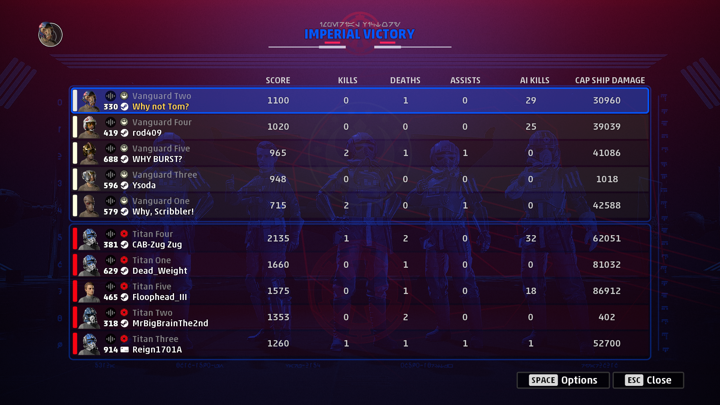 IMPERIAL VICTORY
SCORE KILLS DEATHS ASSISTS AI KILLS CAP SHIP DAMAGE
Vanguard Two
330 Why not Tom? 1100 0 1 0 29 30960
Vanguard Four
419 rod409 1020 0 0 0 25 39039
Vanguard Five
688 WHY BURST? 965 2 1 1 0 41086
Vanguard Three
596 Ysoda 948 0 0 0 0 1018
Vanguard One
579 Why, Scribbler! 715 2 0 1 0 42588
Titan Four
381 CAB-Zug Zug 2135 1 2 0 32 62051
Titan One
629 Dead_Weight 1660 0 1 0 0 81032
Titan Five
465 Floophead_III 1575 0 1 0 18 86912
Titan Two
318 MrBigBrainThe2nd 1353 0 2 0 0 402
Titan Three
914 Reign1701A 1260 1 1 1 1 52700
SPACE Options ESC Close